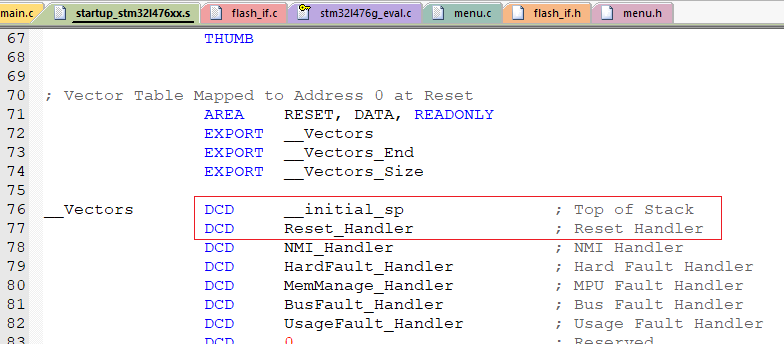 main.c startup_stm32l476xx.s flash_if.c stm32l476g_eval.c menu.c flash_if.h menu.h
67 THUMB
68
69
70 ; Vector Table Mapped to Address 0 at Reset
71 AREA RESET, DATA, READONLY
72 EXPORT __Vectors
73 EXPORT __Vectors_End
74 EXPORT __Vectors_Size
75
76 __Vectors DCD __initial_sp ; Top of Stack
77 DCD Reset_Handler ; Reset Handler
78 DCD NMI_Handler ; NMI Handler
79 DCD HardFault_Handler ; Hard Fault Handler
80 DCD MemManage_Handler ; MPU Fault Handler
81 DCD BusFault_Handler ; Bus Fault Handler
82 DCD UsageFault_Handler ; Usage Fault Handler
83 DCD 0 ; Reserved